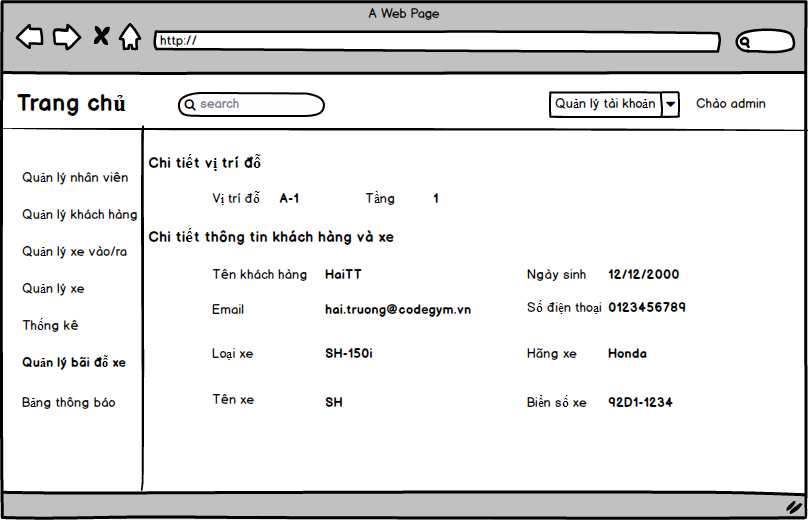 A Web Page
http://
Trang chủ
search
Quản lý tài khoản
Chào admin
Quản lý nhân viên
Quản lý khách hàng
Quản lý xe vào/ra
Quản lý xe
Thống kê
Quản lý bãi đỗ xe
Bảng thông báo
Chi tiết vị trí đỗ
Vị trí đỗ A-1 Tầng 1
Chi tiết thông tin khách hàng và xe
Tên khách hàng HaiTT Ngày sinh 12/12/2000
Email hai.truong@codegym.vn Số điện thoại 0123456789
Loại xe SH-150i Hãng xe Honda
Tên xe SH Biển số xe 92D1-1234